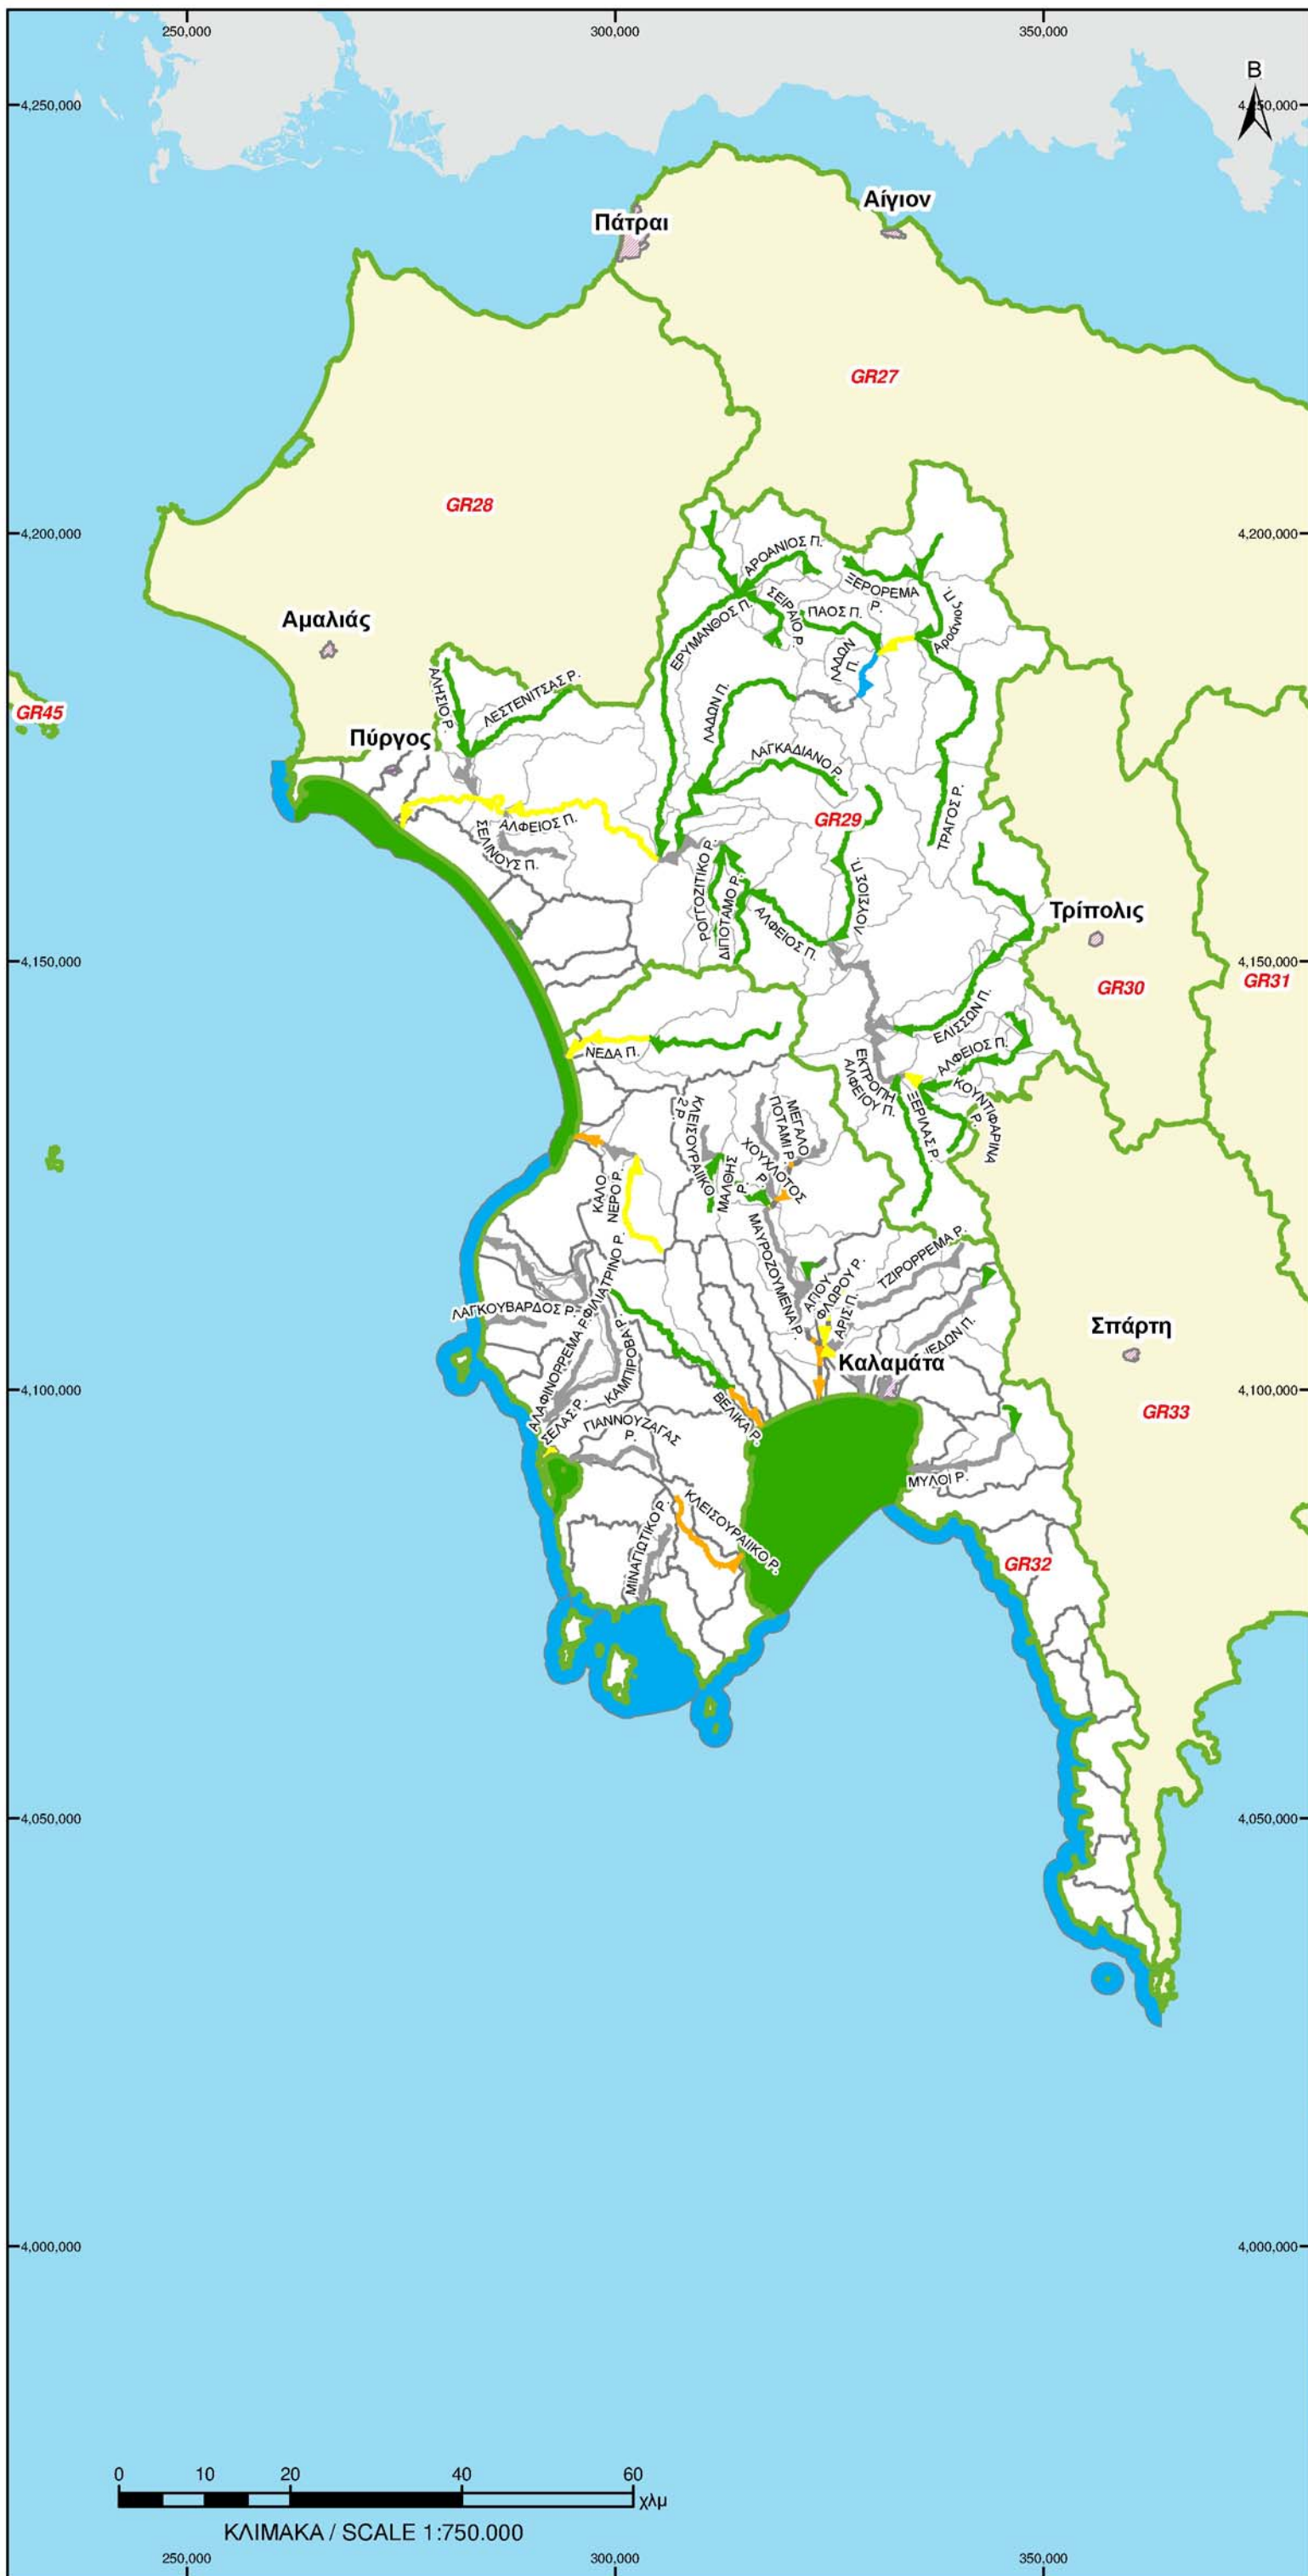 250,000
300,000
350,000
B
4,250,000
4,250,000
Αίγιον
Πάτραι
GR27
GR28
4,200,000
4,200,000
ΑΡΟΑΝΙΟΣ Π.
ΞΕΡΟΡΕΜΑ
Ρ.
ΣΕΙΡΑΙΟ Ρ.
ΠΑΟΣ Π.
Αροάνιος Π.
ΕΡΥΜΑΝΘΟΣ Π.
Αμαλιάς
ΛΑΔΩΝ
Π.
ΑΛΗΣΙΟ Ρ.
ΛΕΣΤΕΝΙΤΣΑΣ Ρ.
GR45
ΛΑΔΩΝ Π.
Πύργος
ΛΑΓΚΑΔΙΑΝΟ Ρ.
GR29
ΤΡΑΓΟΣ Ρ.
ΑΛΦΕΙΟΣ Π.
ΣΕΛΙΝΟΥΣ Π.
ΡΟΓΓΟΖΙΤΙΚΟ Ρ.
ΔΙΠΟΤΑΜΟ Ρ.
ΛΟΥΣΙΟΣ Π.
ΑΛΦΕΙΟΣ Π.
Τρίπολις
4,150,000
4,150,000
GR30
GR31
ΕΛΙΣΣΩΝ Π.
ΝΕΔΑ Π.
ΑΛΦΕΙΟΣ Π.
ΕΚΤΡΟΠΗ
ΑΛΦΕΙΟΥ Π.
ΚΟΥΝΤΙΦΑΡΙΝΑ
Ρ.
ΞΕΡΙΛΑΣ Ρ.
ΚΛΕΙΣΟΥΡΑΙΙΚΟ
2 Ρ.
ΜΕΓΑΛΟ
ΠΟΤΑΜΙ Ρ.
ΧΟΥΧΛΟΤΟΣ
Ρ.
ΜΑΛΘΗΣ
Ρ.
ΚΑΛΟ
ΝΕΡΟ Ρ.
ΜΑΥΡΟΖΟΥΜΕΝΑ Ρ.
ΤΖΙΡΟΡΡΕΜΑ Ρ.
ΦΙΛΙΑΤΡΙΝΟ Ρ.
ΑΓΙΟΥ
ΦΛΩΡΟΥ Ρ.
ΑΡΙΣ Π.
ΛΑΓΚΟΥΒΑΡΔΟΣ Ρ.
ΝΕΔΩΝ Π.
Σπάρτη
Καλαμάτα
ΑΛΑΦΙΝΟΡΡΕΜΑ Ρ.
ΚΑΜΠΙΡΟΒΑ Ρ.
4,100,000
4,100,000
GR33
ΣΕΛΑΣ Ρ.
ΒΕΛΙΚΑ Ρ.
ΓΙΑΝΝΟΥΖΑΓΑΣ
Ρ.
ΜΥΛΟΙ Ρ.
ΜΙΝΑΓΙΩΤΙΚΟ Ρ.
ΚΛΕΙΣΟΥΡΑΙΙΚΟ Ρ.
GR32
4,050,000
4,050,000
4,000,000
4,000,000
0
10
20
40
60
χλμ
ΚΛΙΜΑΚΑ / SCALE 1:750.000
250,000
300,000
350,000